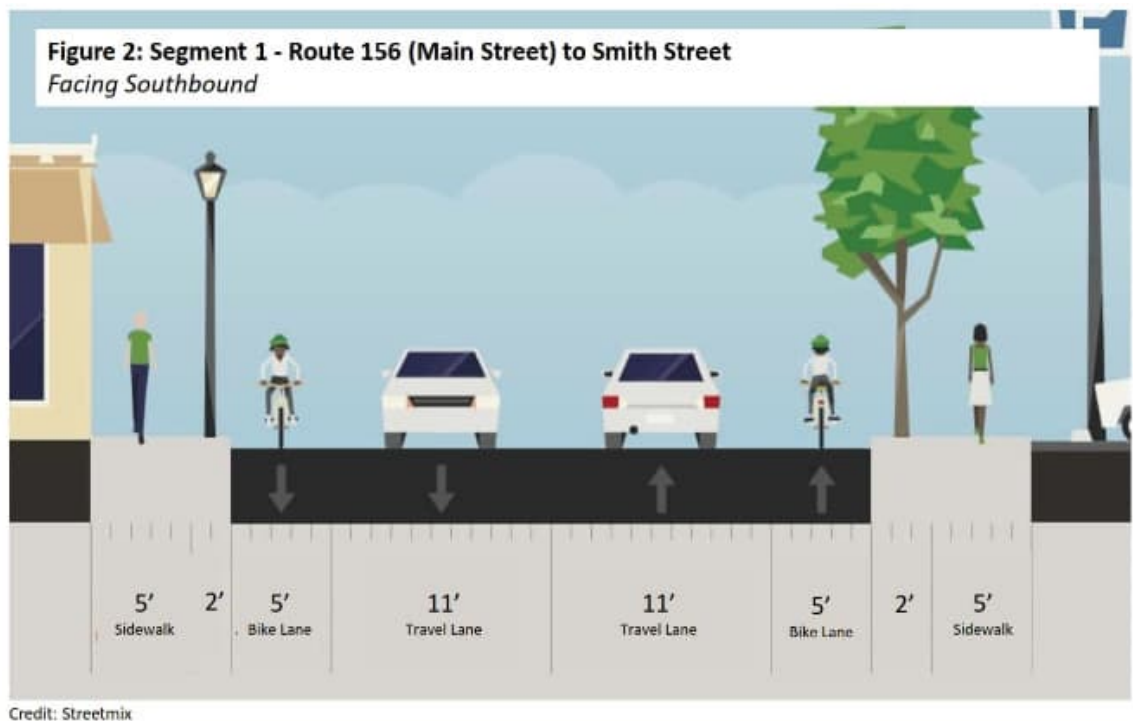 Figure 2: Segment 1 - Route 156 (Main Street) to Smith Street
Facing Southbound
5’ 2’ 5’ 11’ 11’ 5’ 2’ 5’
Sidewalk Bike Lane Travel Lane Travel Lane Bike Lane Sidewalk
Credit: Streetmix